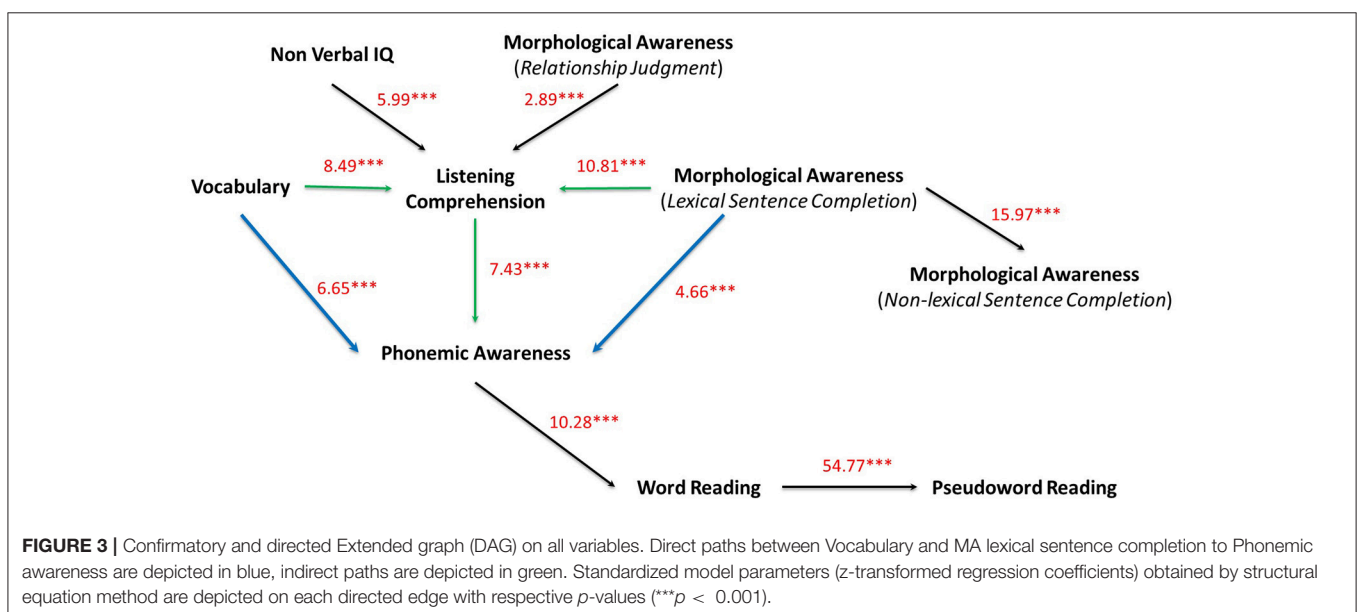 Non Verbal IQ
Morphological Awareness
(Relationship Judgment)
5.99***
2.89***
8.49***
10.81***
Vocabulary
Listening
Comprehension
Morphological Awareness
(Lexical Sentence Completion)
15.97***
7.43***
6.65***
4.66***
Morphological Awareness
(Non-lexical Sentence Completion)
Phonemic Awareness
10.28***
54.77***
Word Reading
Pseudoword Reading
FIGURE 3 | Confirmatory and directed Extended graph (DAG) on all variables. Direct paths between Vocabulary and MA lexical sentence completion to Phonemic
awareness are depicted in blue, indirect paths are depicted in green. Standardized model parameters (z-transformed regression coefficients) obtained by structural
equation method are depicted on each directed edge with respective p-values (***p < 0.001).